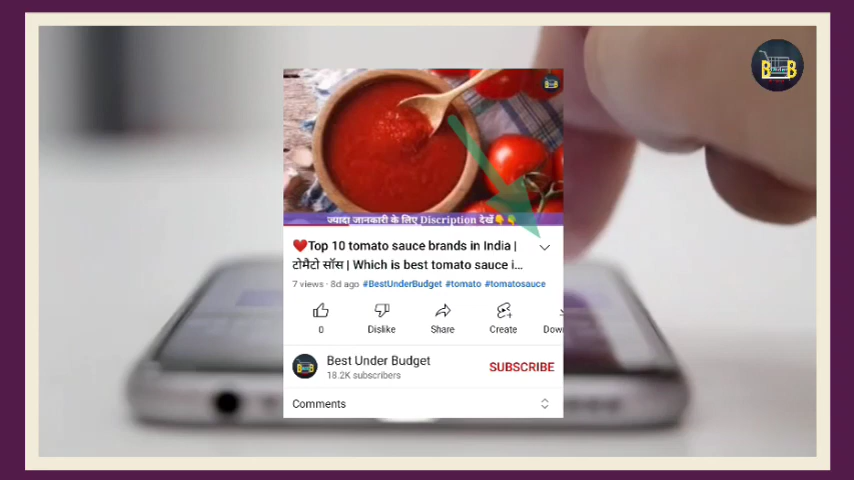 ज्यादा जानकारी के लिए Discription देखें👇👇
❤️Top 10 tomato sauce brands in India |
टोमैटो सॉस | Which is best tomato sauce i...
7 views · 8d ago #BestUnderBudget #tomato #tomatosauce
0 Dislike Share Create Down
Best Under Budget
18.2K subscribers
SUBSCRIBE
Comments